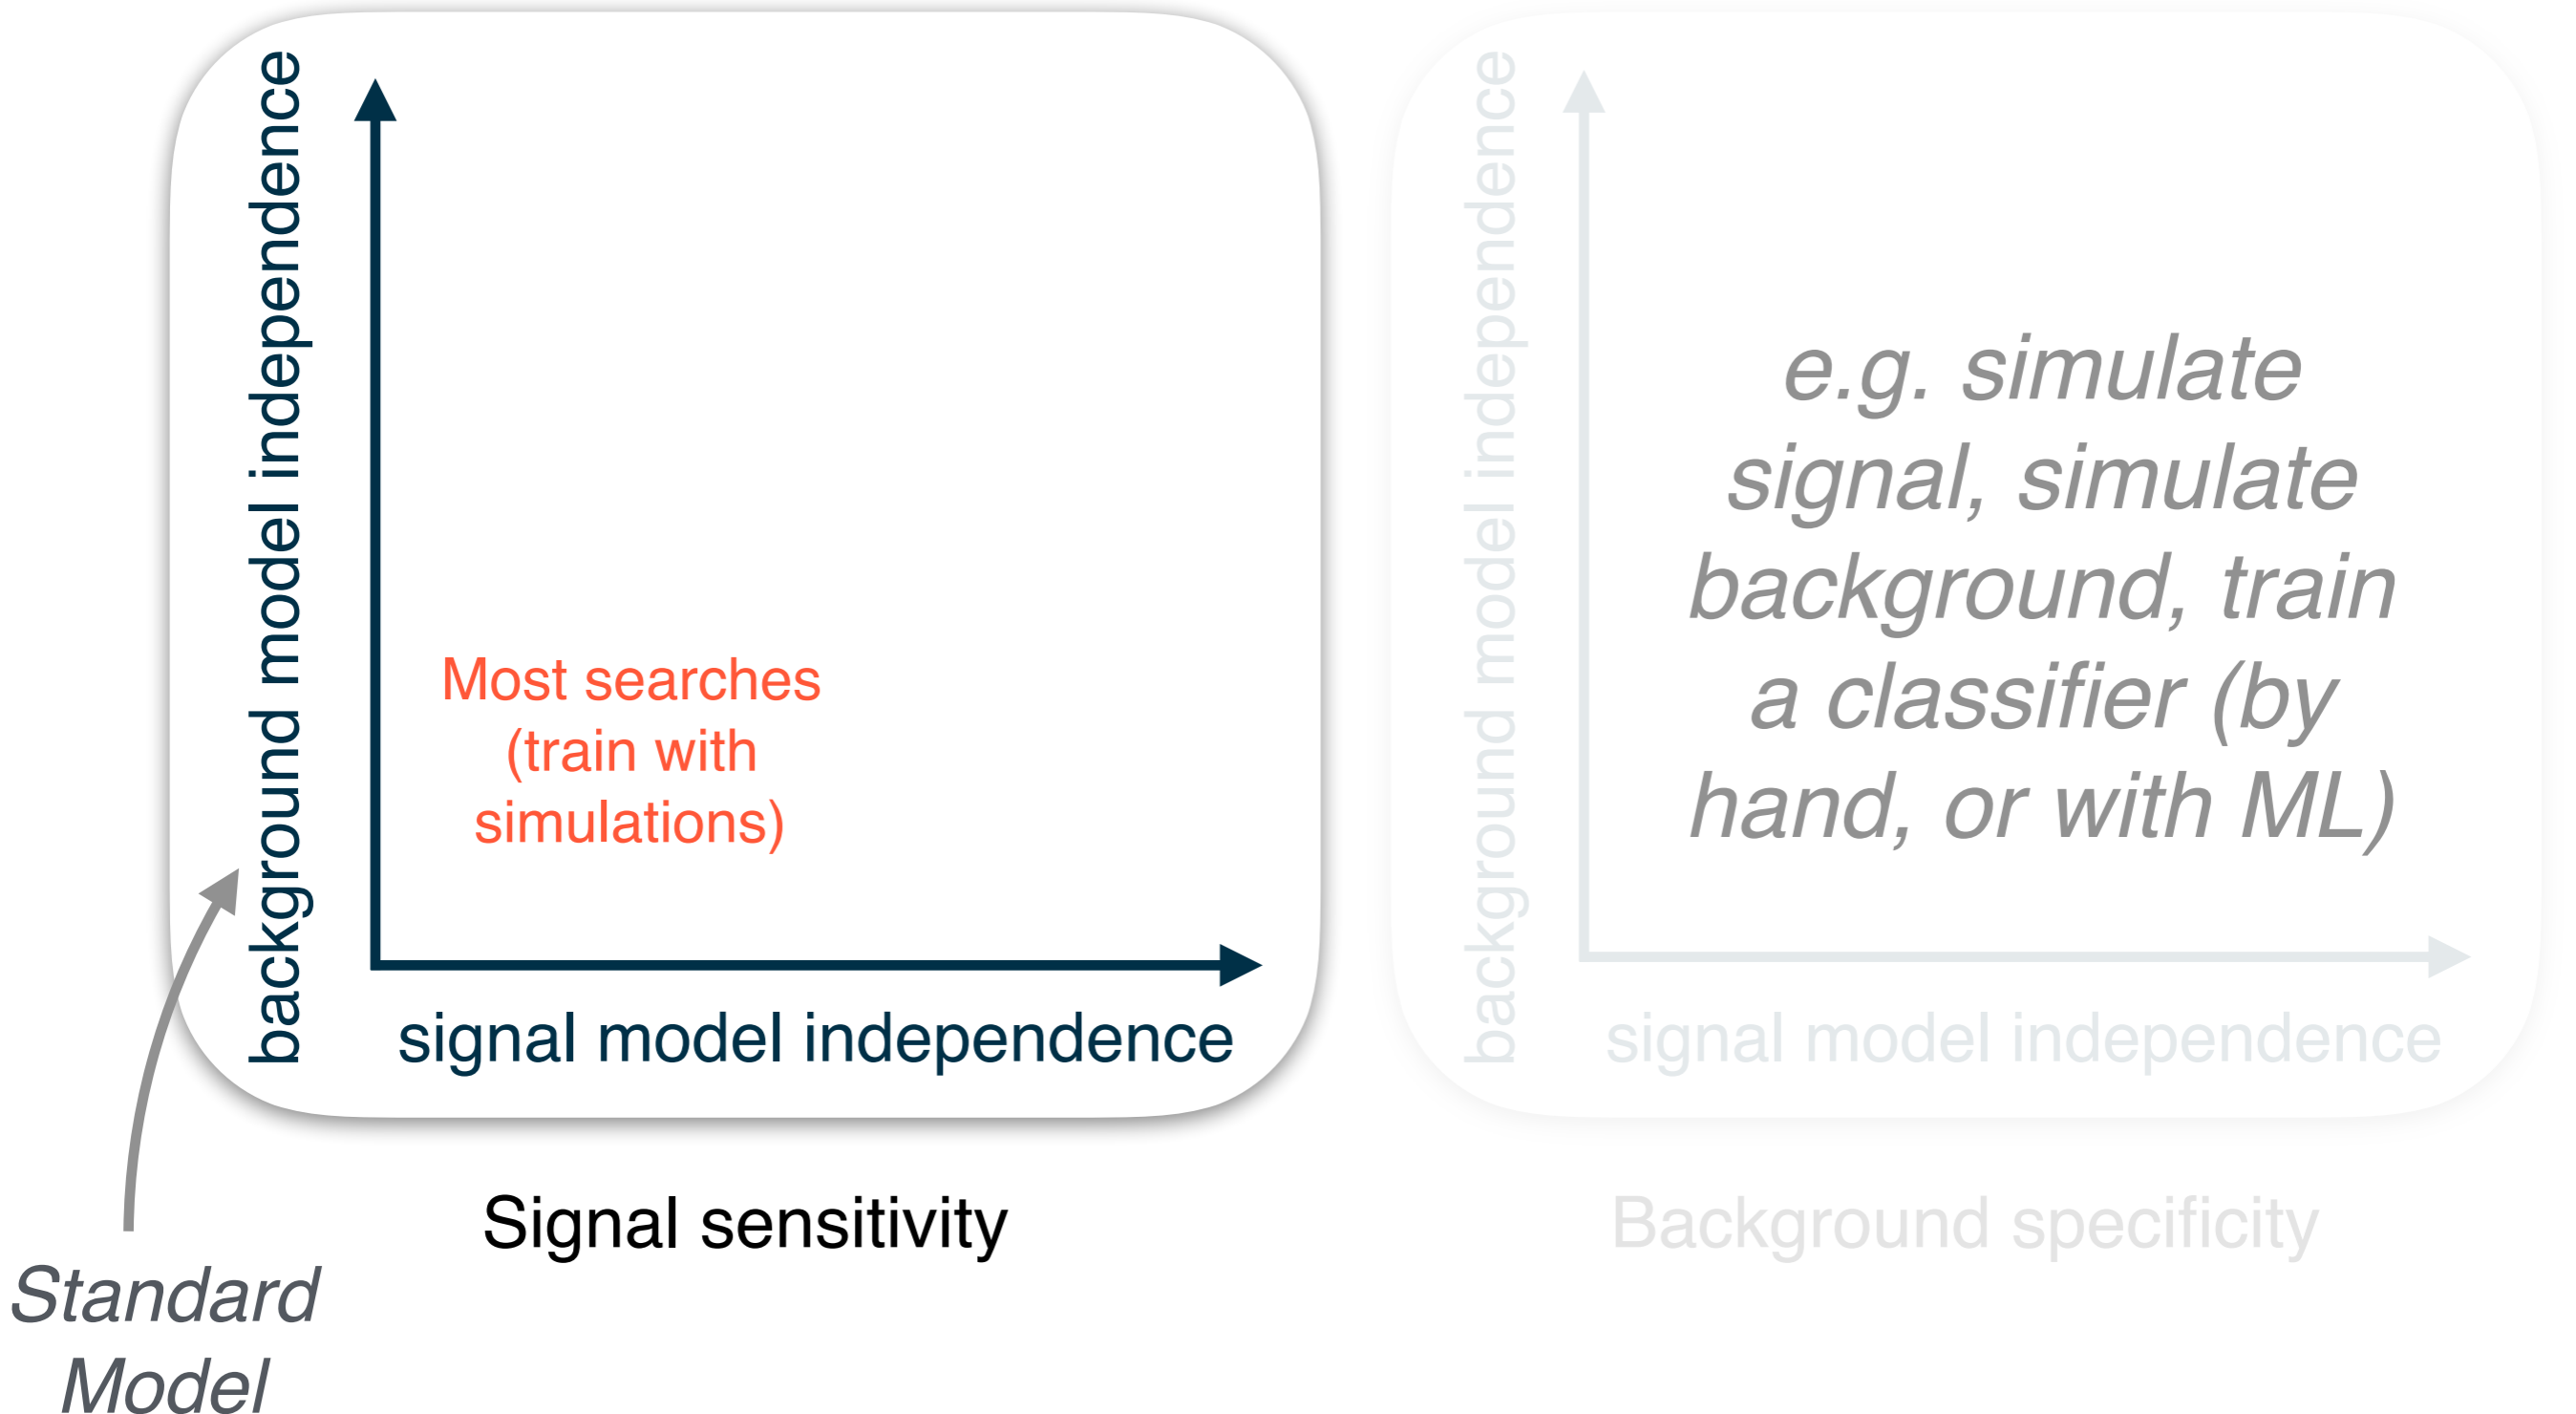 background model independence
Most searches
(train with
simulations)
signal model independence
Signal sensitivity
Standard
Model
background model independence
e.g. simulate
signal, simulate
background, train
a classifier (by
hand, or with ML)
signal model independence
Background specificity